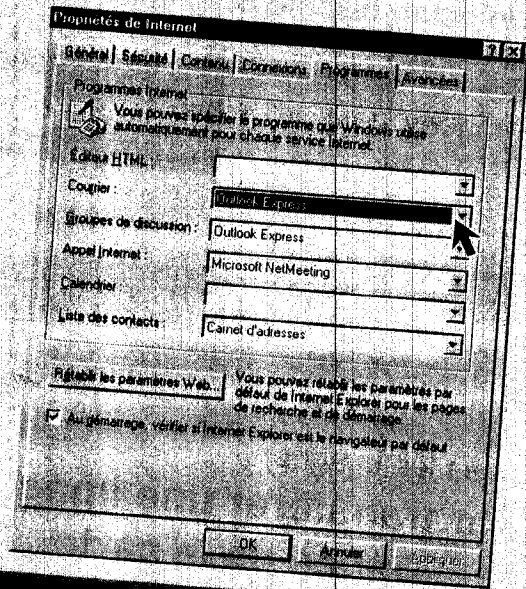 Propriétés de Internet
Général Sécurité Contenu Connexions Programmes Avancées
Programmes Internet
Vous pouvez spécifier le programme que Windows utilise
automatiquement pour chaque service Internet.
Éditeur HTML :
Courrier : Outlook Express
Groupes de discussion : Outlook Express
Appel Internet : Microsoft NetMeeting
Calendrier
Liste des contacts : Carnet d'adresses
Rétablir les paramètres Web...
Vous pouvez rétablir les paramètres par
défaut de Internet Explorer pour les pages
de recherche et de démarrage.
Au démarrage, vérifier si Internet Explorer est le navigateur par défaut
OK Annuler Appliquer